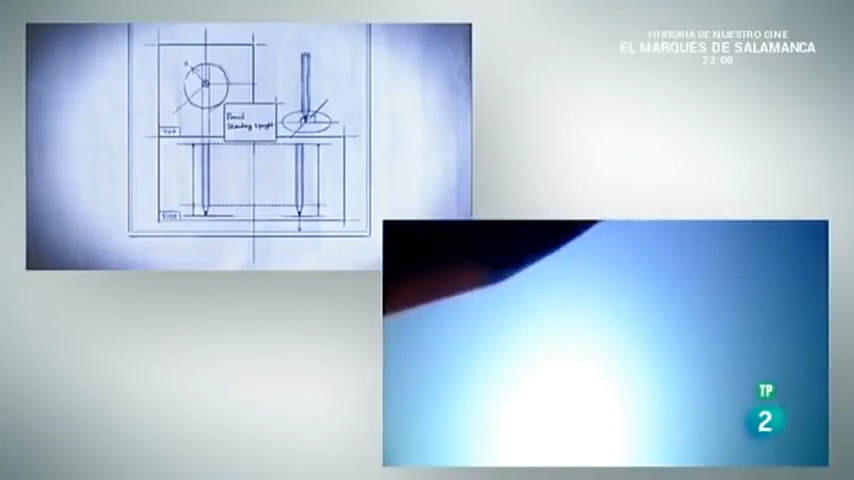 HISTORIA DE NUESTRO CINE
EL MARQUÉS DE SALAMANCA
22:00
Pencil
Standing Upright
TOP
SIDE
TP
2